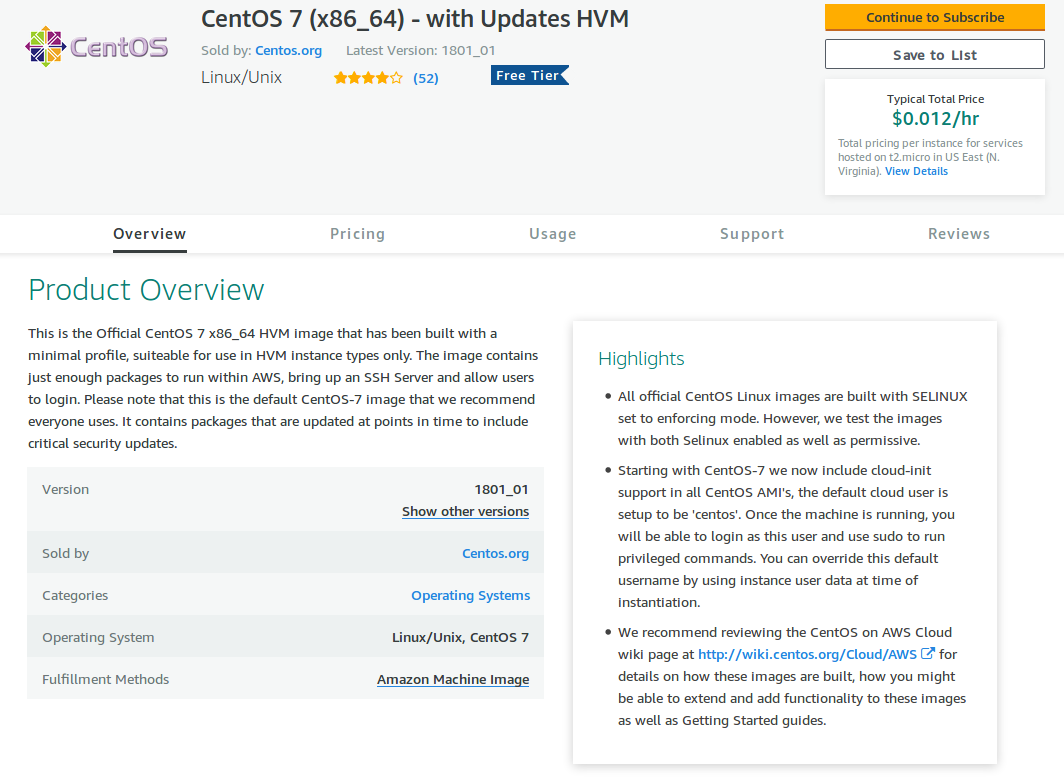 CentOS
CentOS 7 (x86_64) - with Updates HVM
Sold by: Centos.org Latest Version: 1801_01
Linux/Unix (52) Free Tier
Continue to Subscribe
Save to List
Typical Total Price
$0.012/hr
Total pricing per instance for services
hosted on t2.micro in US East (N.
Virginia). View Details
Overview Pricing Usage Support Reviews
Product Overview
This is the Official CentOS 7 x86_64 HVM image that has been built with a
minimal profile, suiteable for use in HVM instance types only. The image contains
just enough packages to run within AWS, bring up an SSH Server and allow users
to login. Please note that this is the default CentOS-7 image that we recommend
everyone uses. It contains packages that are updated at points in time to include
critical security updates.
Version 1801_01
Show other versions
Sold by Centos.org
Categories Operating Systems
Operating System Linux/Unix, CentOS 7
Fulfillment Methods Amazon Machine Image
Highlights
• All official CentOS Linux images are built with SELINUX
set to enforcing mode. However, we test the images
with both Selinux enabled as well as permissive.
• Starting with CentOS-7 we now include cloud-init
support in all CentOS AMI's, the default cloud user is
setup to be 'centos'. Once the machine is running, you
will be able to login as this user and use sudo to run
privileged commands. You can override this default
username by using instance user data at time of
instantiation.
• We recommend reviewing the CentOS on AWS Cloud
wiki page at http://wiki.centos.org/Cloud/AWS for
details on how these images are built, how you might
be able to extend and add functionality to these images
as well as Getting Started guides.